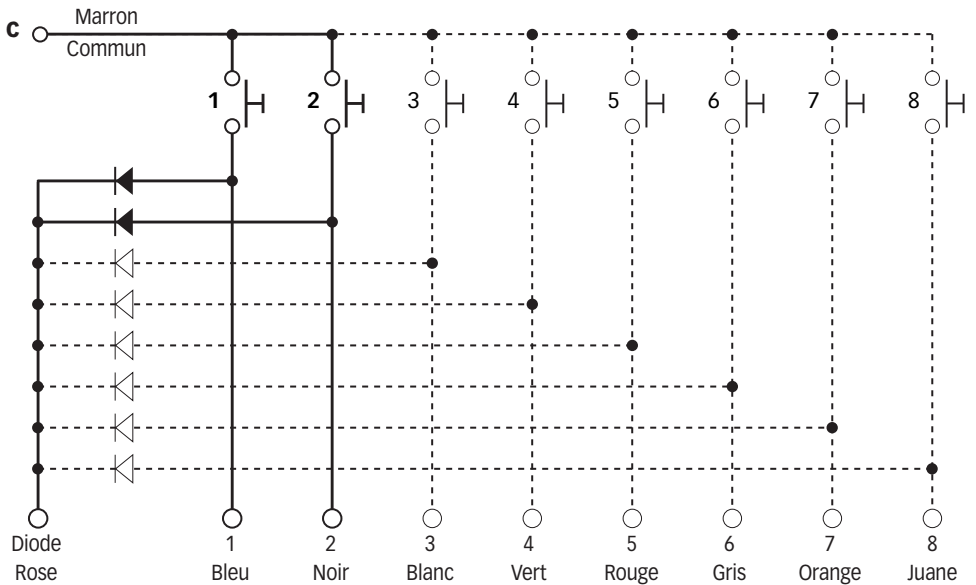 C Marron
Commun
1 2 3 4 5 6 7 8
Diode 1 2 3 4 5 6 7 8
Rose Bleu Noir Blanc Vert Rouge Gris Orange Juane